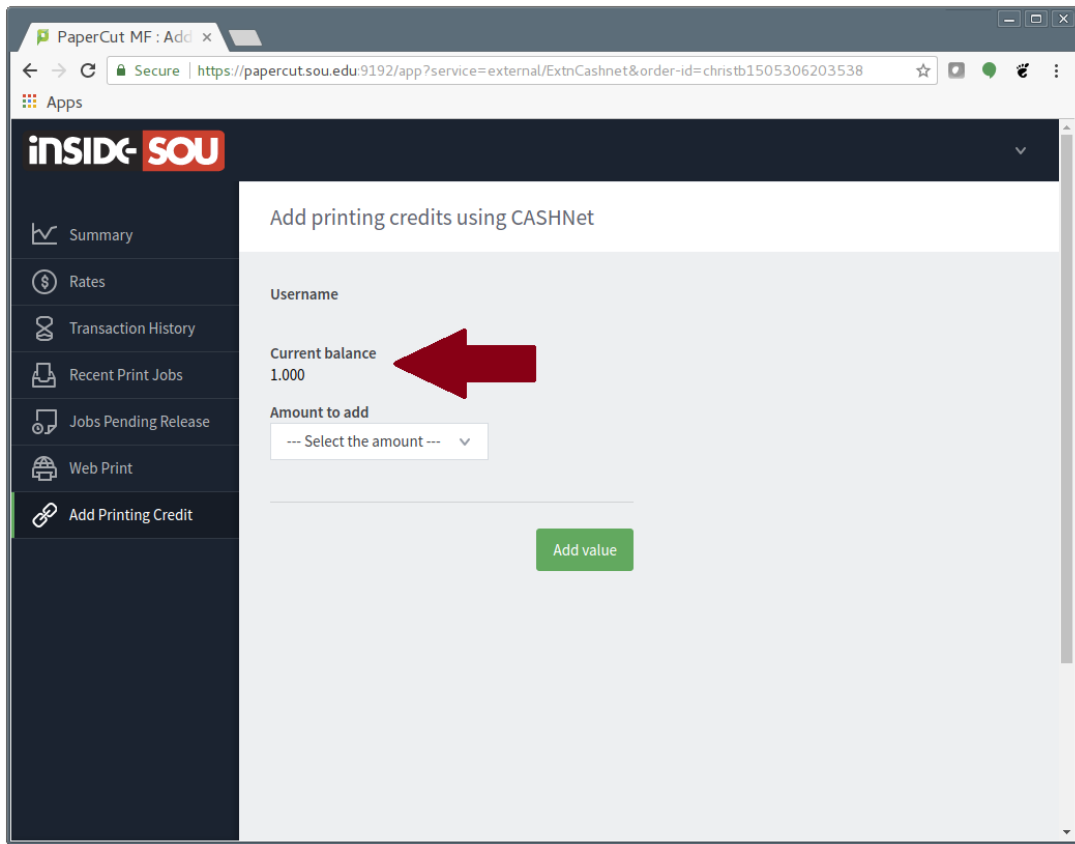 PaperCut MF : Add
Secure | https://papercut.sou.edu:9192/app?service=external/ExtnCashnet&order-id=christb1505306203538
Apps
INSIDE SOU
Summary
Rates
Transaction History
Recent Print Jobs
Jobs Pending Release
Web Print
Add Printing Credit
Add printing credits using CASHNet
Username
Current balance
1.000
Amount to add
--- Select the amount ---
Add value